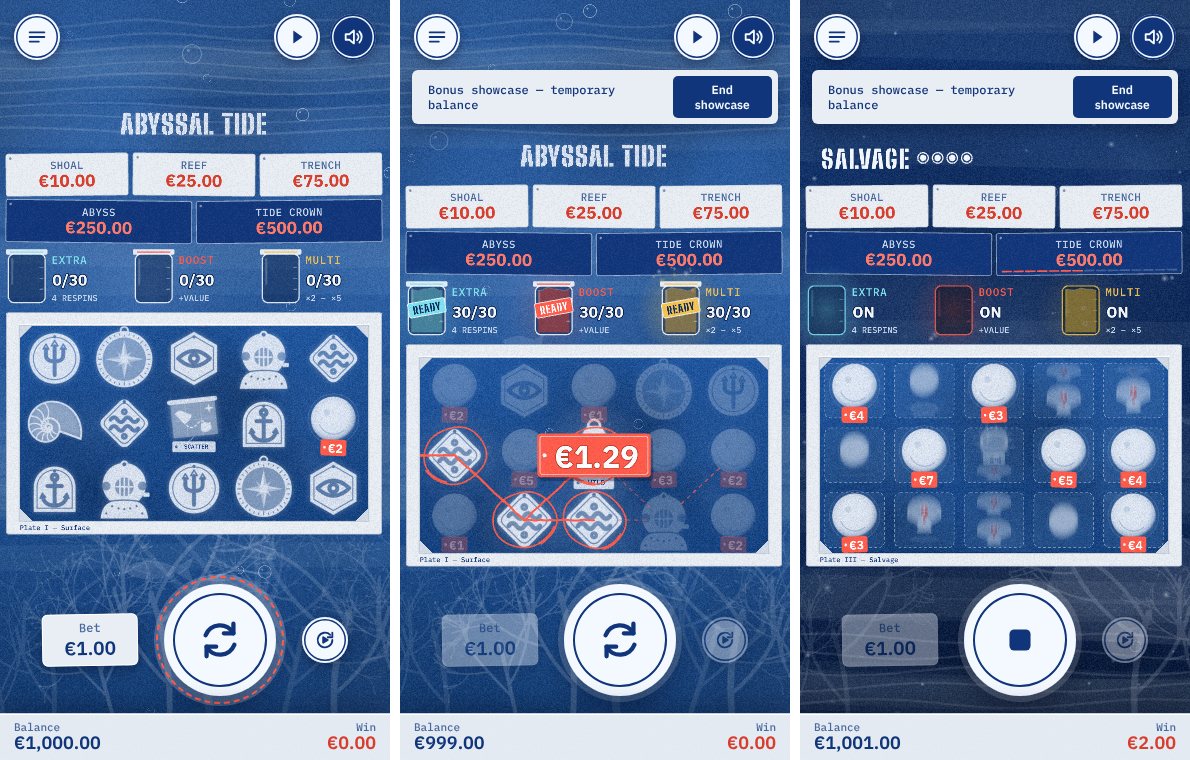 ABYSSAL TIDE
SHOAL
€10.00
REEF
€25.00
TRENCH
€75.00
ABYSS
€250.00
TIDE CROWN
€500.00
EXTRA
0/30
4 RESPINS
BOOST
0/30
+VALUE
MULTI
0/30
×2 – ×5
SCATTER
€2
Plate I – Surface
Bet
€1.00
Balance
€1,000.00
Win
€0.00
Bonus showcase — temporary
balance
End
showcase
ABYSSAL TIDE
SHOAL
€10.00
REEF
€25.00
TRENCH
€75.00
ABYSS
€250.00
TIDE CROWN
€500.00
READY
EXTRA
30/30
4 RESPINS
READY
BOOST
30/30
+VALUE
READY
MULTI
30/30
×2 – ×5
€2
€1
€1.29
€5
€3
€2
€1
€2
Plate I – Surface
Bet
€1.00
Balance
€999.00
Win
€0.00
Bonus showcase — temporary
balance
End
showcase
SALVAGE
SHOAL
€10.00
REEF
€25.00
TRENCH
€75.00
ABYSS
€250.00
TIDE CROWN
€500.00
EXTRA
ON
4 RESPINS
BOOST
ON
+VALUE
MULTI
ON
×2 – ×5
€4
€3
€7
€5
€4
€3
€4
Plate III – Salvage
Bet
€1.00
Balance
€1,001.00
Win
€2.00